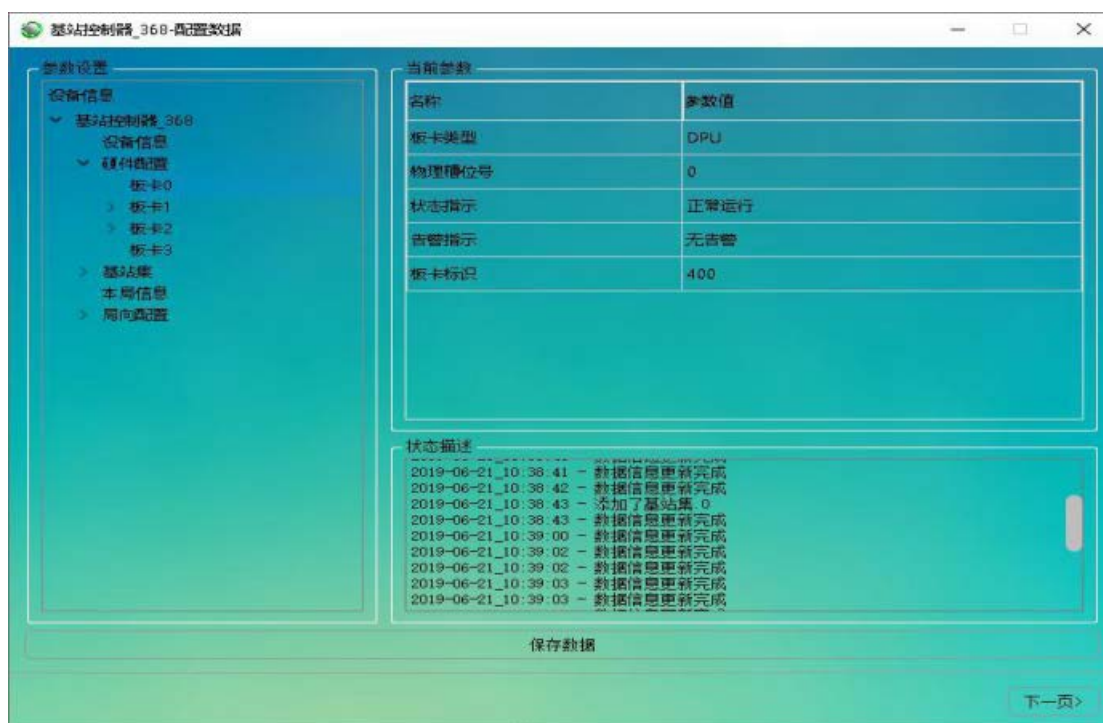 基站控制器_368-配置数据
参数设置
设备信息
基站控制器_368
设备信息
硬件配置
板卡0
板卡1
板卡2
板卡3
基站集
本局信息
局向配置
当前参数
名称 参数值
板卡类型 DPU
物理槽位号 0
状态指示 正常运行
告警指示 无告警
板卡标识 400
状态描述
2019-06-21_10:38:41 - 数据信息更新完成
2019-06-21_10:38:42 - 数据信息更新完成
2019-06-21_10:38:43 - 添加了基站集.0
2019-06-21_10:38:43 - 数据信息更新完成
2019-06-21_10:39:00 - 数据信息更新完成
2019-06-21_10:39:02 - 数据信息更新完成
2019-06-21_10:39:02 - 数据信息更新完成
2019-06-21_10:39:03 - 数据信息更新完成
2019-06-21_10:39:03 - 数据信息更新完成
保存数据
下一页>